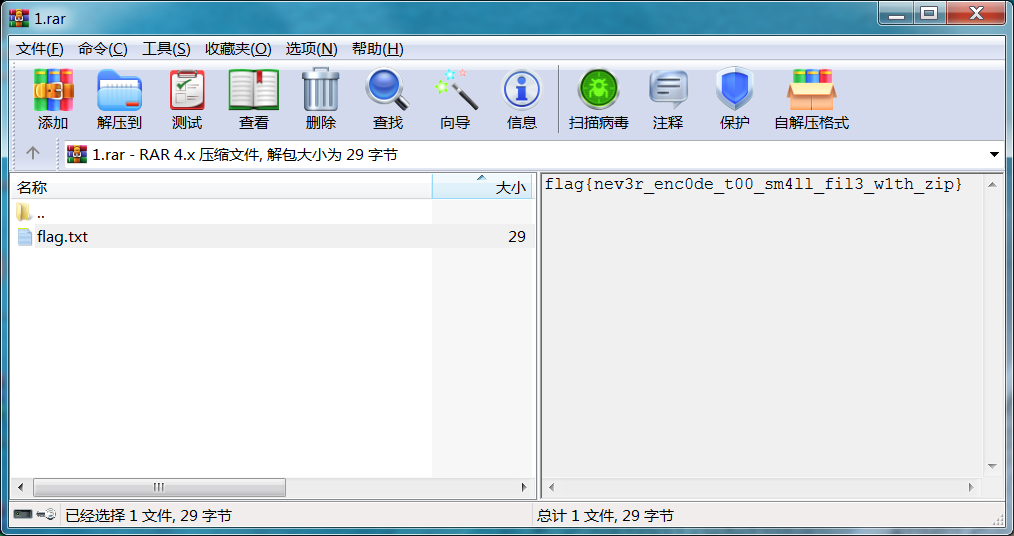 1.rar
文件(F) 命令(C) 工具(S) 收藏夹(O) 选项(N) 帮助(H)
添加 解压到 测试 查看 删除 查找 向导 信息 扫描病毒 注释 保护 自解压格式
1.rar - RAR 4.x 压缩文件, 解包大小为 29 字节
名称 大小
..
flag.txt 29
flag{nev3r_enc0de_t00_sm4ll_fil3_w1th_zip}
已经选择 1 文件, 29 字节 总计 1 文件, 29 字节